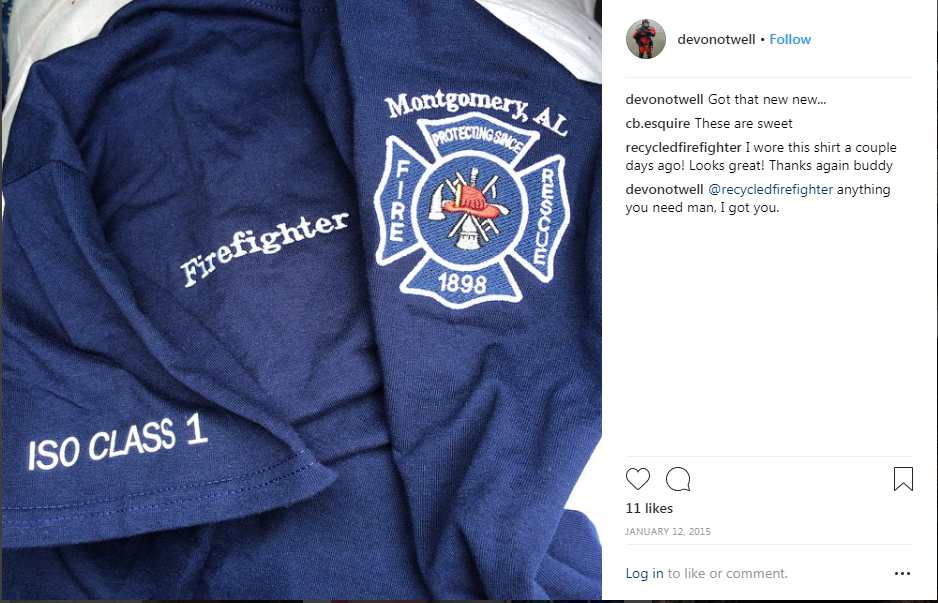 Montgomery, AL
PROTECTING SINCE
FIRE
RESCUE
1898
Firefighter
ISO CLASS 1
devonotwell • Follow
devonotwell Got that new new...
cb.esquire These are sweet
recycledfirefighter I wore this shirt a couple
days ago! Looks great! Thanks again buddy
devonotwell @recycledfirefighter anything
you need man, I got you.
11 likes
JANUARY 12, 2015
Log in to like or comment.